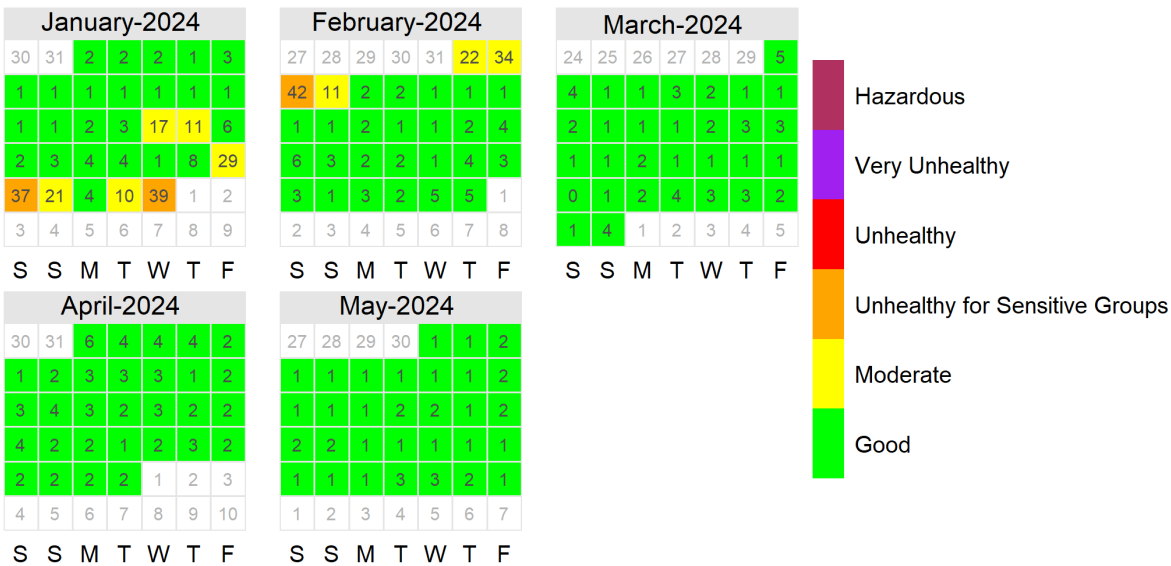 January-2024
30 31 2 2 2 1 3
1 1 1 1 1 1 1
1 1 2 3 17 11 6
2 3 4 4 1 8 29
37 21 4 10 39 1 2
3 4 5 6 7 8 9
S S M T W T F
February-2024
27 28 29 30 31 22 34
42 11 2 2 1 1 1
1 1 2 1 1 2 4
6 3 2 2 1 4 3
3 1 3 2 5 5 1
2 3 4 5 6 7 8
S S M T W T F
March-2024
24 25 26 27 28 29 5
4 1 1 3 2 1 1
2 1 1 1 2 3 3
1 1 2 1 1 1 1
0 1 2 4 3 3 2
1 4 1 2 3 4 5
S S M T W T F
April-2024
30 31 6 4 4 4 2
1 2 3 3 3 1 2
3 4 3 2 3 2 2
4 2 2 1 2 3 2
2 2 2 2 1 2 3
4 5 6 7 8 9 10
S S M T W T F
May-2024
27 28 29 30 1 1 2
1 1 1 1 1 1 2
1 1 1 2 2 1 2
2 2 1 1 1 1 1
1 1 1 3 3 2 1
1 2 3 4 5 6 7
S S M T W T F
Hazardous
Very Unhealthy
Unhealthy
Unhealthy for Sensitive Groups
Moderate
Good